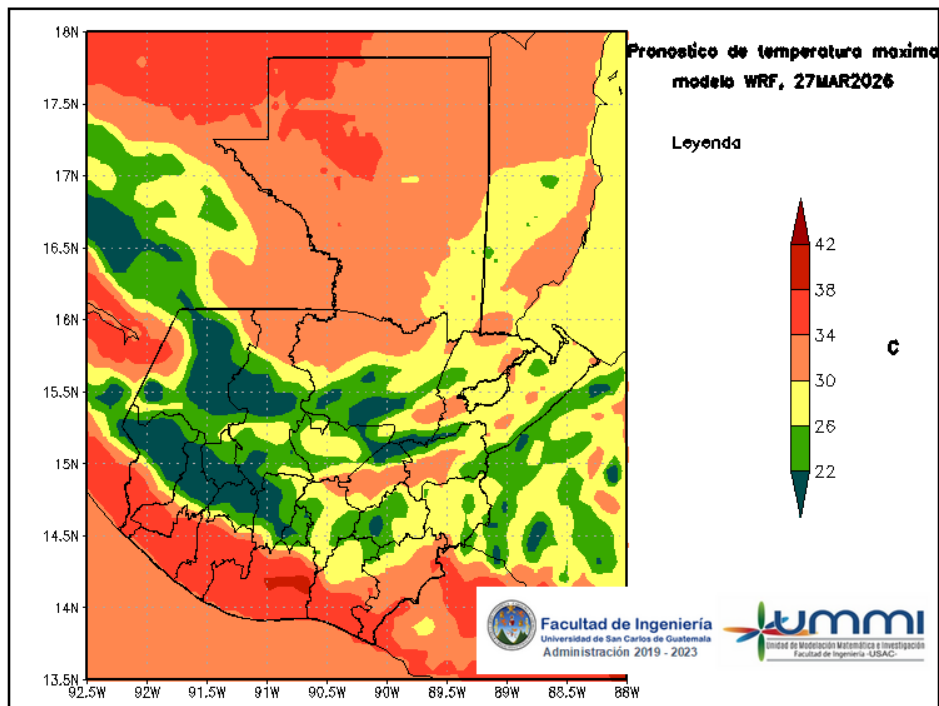 Pronostico de temperatura maxima
modelo WRF, 27MAR2026
Leyenda
42
38
34
30
26
22
C
18N
17.5N
17N
16.5N
16N
15.5N
15N
14.5N
14N
13.5N
92.5W 92W 91.5W 91W 90.5W 90W 89.5W 89W 88.5W 88W
Facultad de Ingeniería
Universidad de San Carlos de Guatemala
Administración 2019 - 2023
UMMI
Unidad de Modelación Matemática e Investigación
Facultad de Ingeniería -USAC-